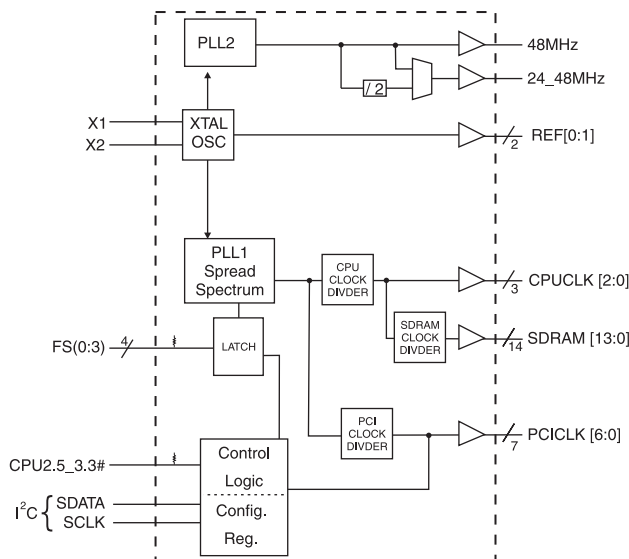 PLL2
48MHz
/ 2
24_48MHz
X1
X2
XTAL
OSC
2
REF[0:1]
PLL1
Spread
Spectrum
CPU
CLOCK
DIVDER
3
CPUCLK [2:0]
SDRAM
CLOCK
DIVDER
14
SDRAM [13:0]
FS(0:3)
4
LATCH
PCI
CLOCK
DIVDER
7
PCICLK [6:0]
CPU2.5_3.3#
Control
Logic
I²C { SDATA
SCLK
Config.
Reg.